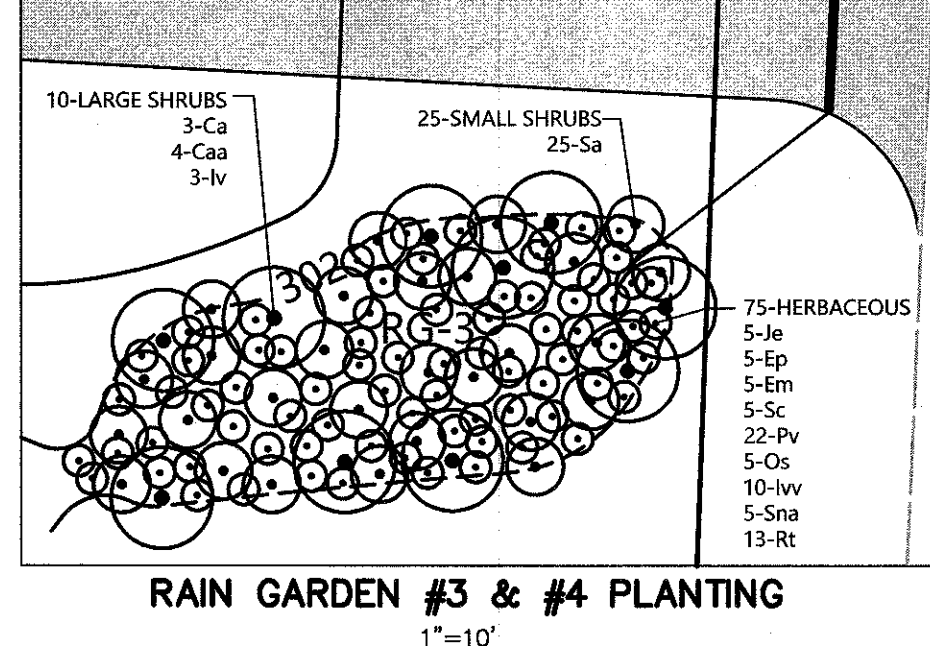 10-LARGE SHRUBS
3-Ca
4-Caa
3-Iv
25-SMALL SHRUBS
25-Sa
302
75-HERBACEOUS
5-Je
5-Ep
5-Em
5-Sc
22-Pv
5-Os
10-Ivv
5-Sna
13-Rt
RAIN GARDEN #3 & #4 PLANTING
1"=10'